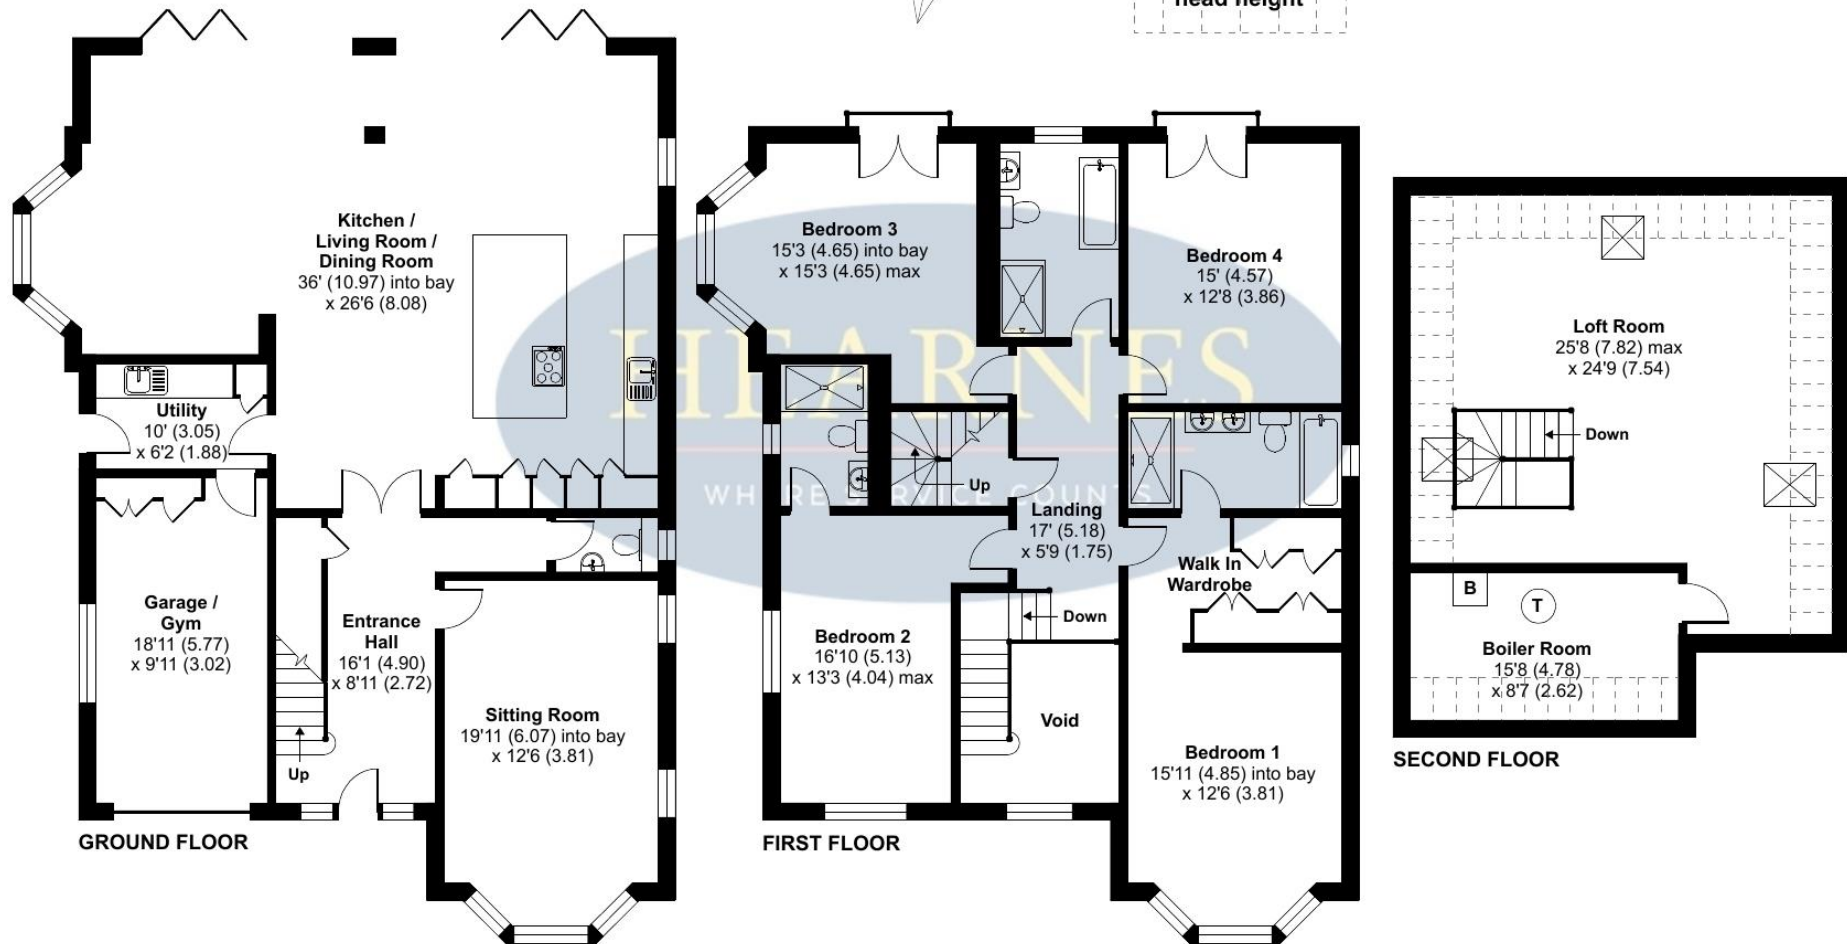 head height
Kitchen /
Living Room /
Dining Room
36' (10.97) into bay
x 26'6 (8.08)
Utility
10' (3.05)
x 6'2 (1.88)
Garage /
Gym
18'11 (5.77)
x 9'11 (3.02)
Entrance
Hall
16'1 (4.90)
x 8'11 (2.72)
Up
Sitting Room
19'11 (6.07) into bay
x 12'6 (3.81)
GROUND FLOOR
HEARNES
WHERE SERVICE COUNTS
Bedroom 3
15'3 (4.65) into bay
x 15'3 (4.65) max
Bedroom 4
15' (4.57)
x 12'8 (3.86)
Up
Landing
17' (5.18)
x 5'9 (1.75)
Walk In
Wardrobe
Down
Bedroom 2
16'10 (5.13)
x 13'3 (4.04) max
Void
Bedroom 1
15'11 (4.85) into bay
x 12'6 (3.81)
FIRST FLOOR
Loft Room
25'8 (7.82) max
x 24'9 (7.54)
Down
B
T
Boiler Room
15'8 (4.78)
x 8'7 (2.62)
SECOND FLOOR